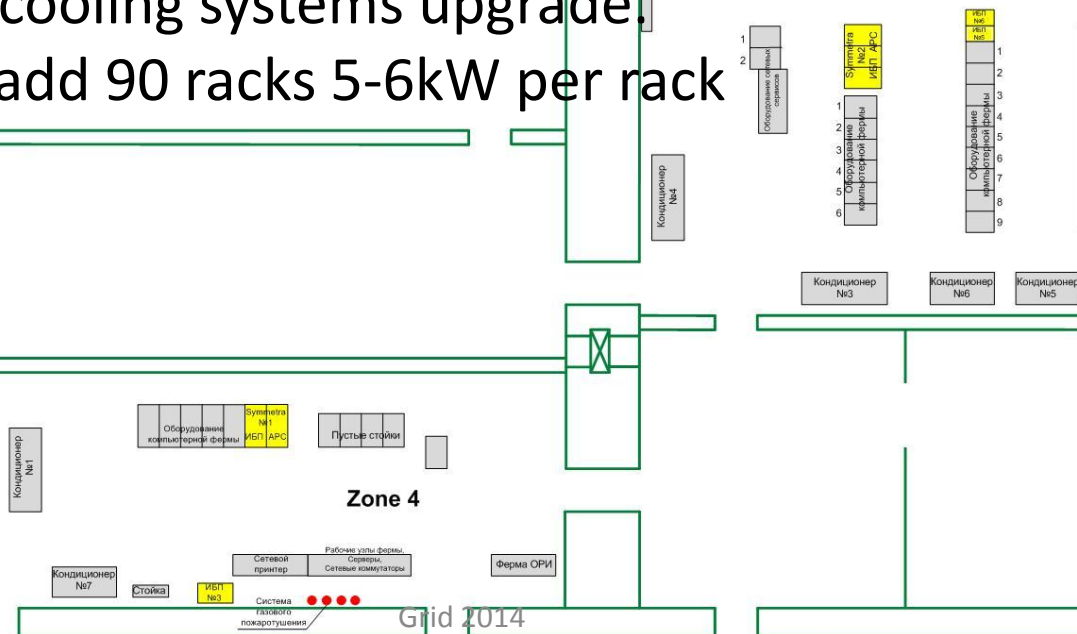 cooling systems upgrade.
add 90 racks 5-6kW per rack
ИБП
№6
ИБП
№5
1
2
Оборудование сетевых
сервисов
Symmetra
№2
ИБП APC
1
2
3
4
5
6
Оборудование
компьютерной фермы
1
2
3
4
5
6
7
8
9
Оборудование
компьютерной фермы
Кондиционер
№4
Кондиционер
№3
Кондиционер
№6
Кондиционер
№5
Кондиционер
№1
Оборудование
компьютерной фермы
Symmetra
№1
ИБП APC
Пустые стойки
Zone 4
Кондиционер
№7
Стойка
ИБП
№3
Сетевой
принтер
Рабочие узлы фермы,
Серверы,
Сетевые коммутаторы
Ферма ОРИ
Система
газового
пожаротушения
Grid 2014